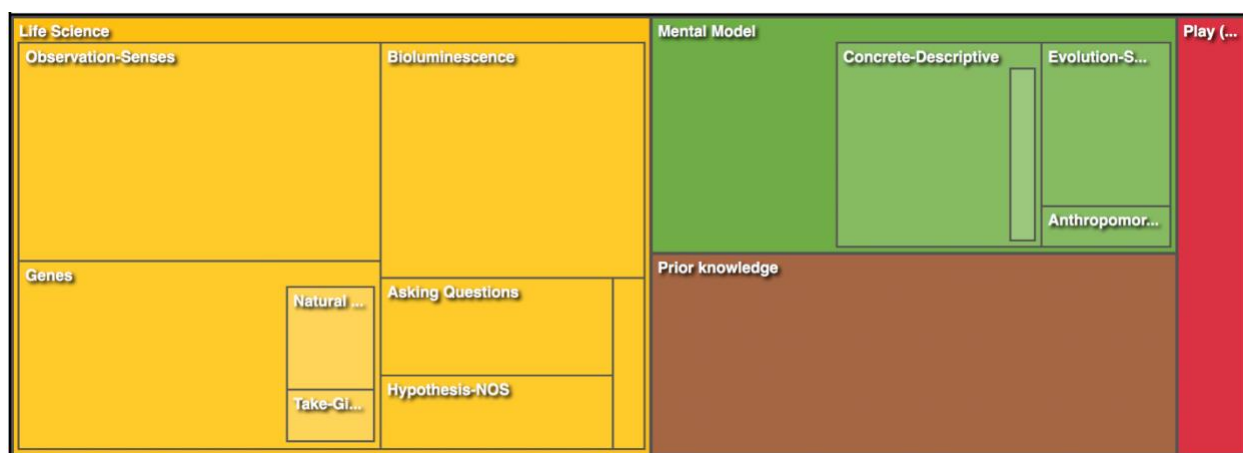 Life Science
Observation-Senses
Bioluminescence
Genes
Natural ...
Take-Gi...
Asking Questions
Hypothesis-NOS
Mental Model
Concrete-Descriptive
Evolution-S...
Anthropomor...
Prior knowledge
Play (...